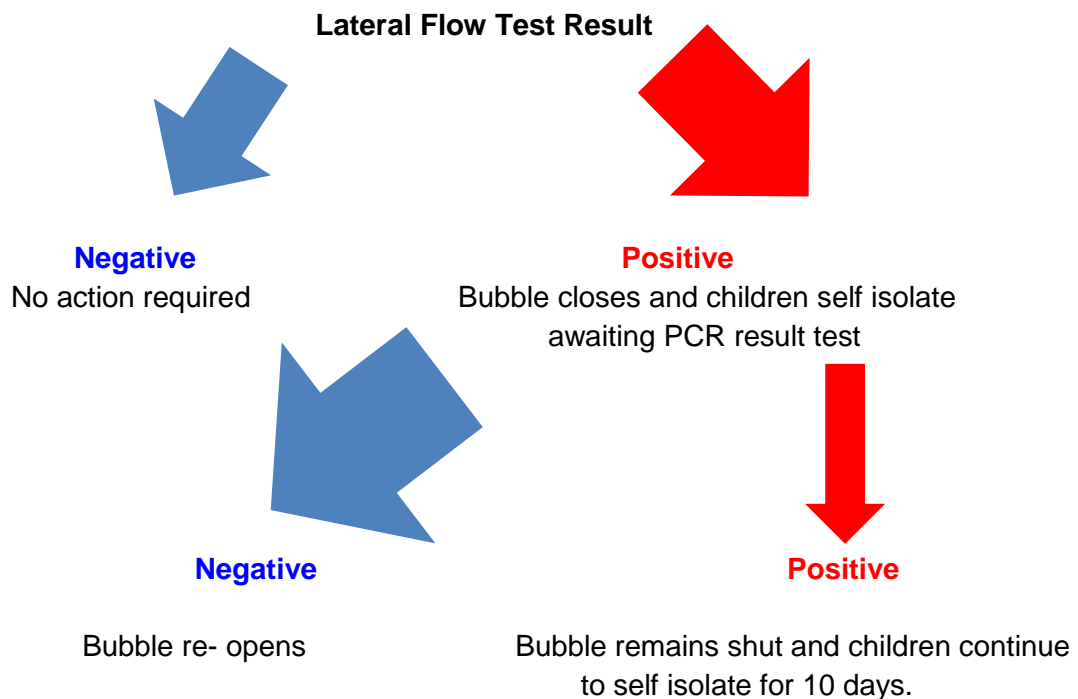 Lateral Flow Test Result
Negative
No action required
Positive
Bubble closes and children self isolate
awaiting PCR result test
Negative
Bubble re- opens
Positive
Bubble remains shut and children continue
to self isolate for 10 days.